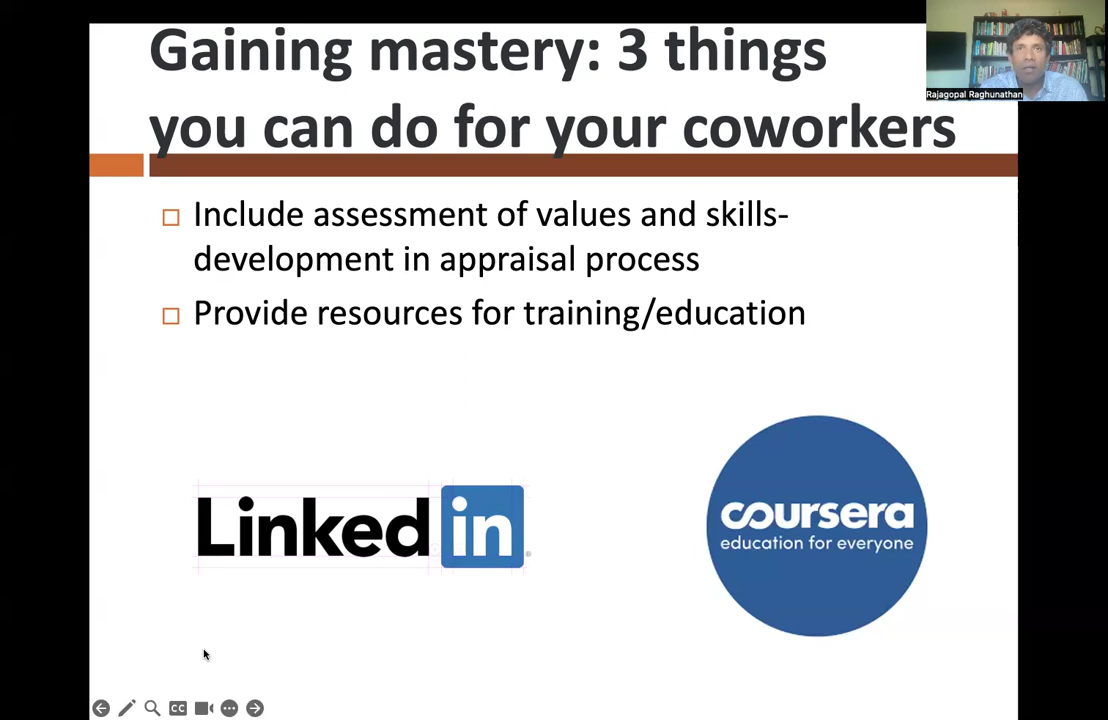 Gaining mastery: 3 things
you can do for your coworkers
Rajagopal Raghunathan
Include assessment of values and skills-
development in appraisal process
Provide resources for training/education
Linked in
coursera
education for everyone
CC